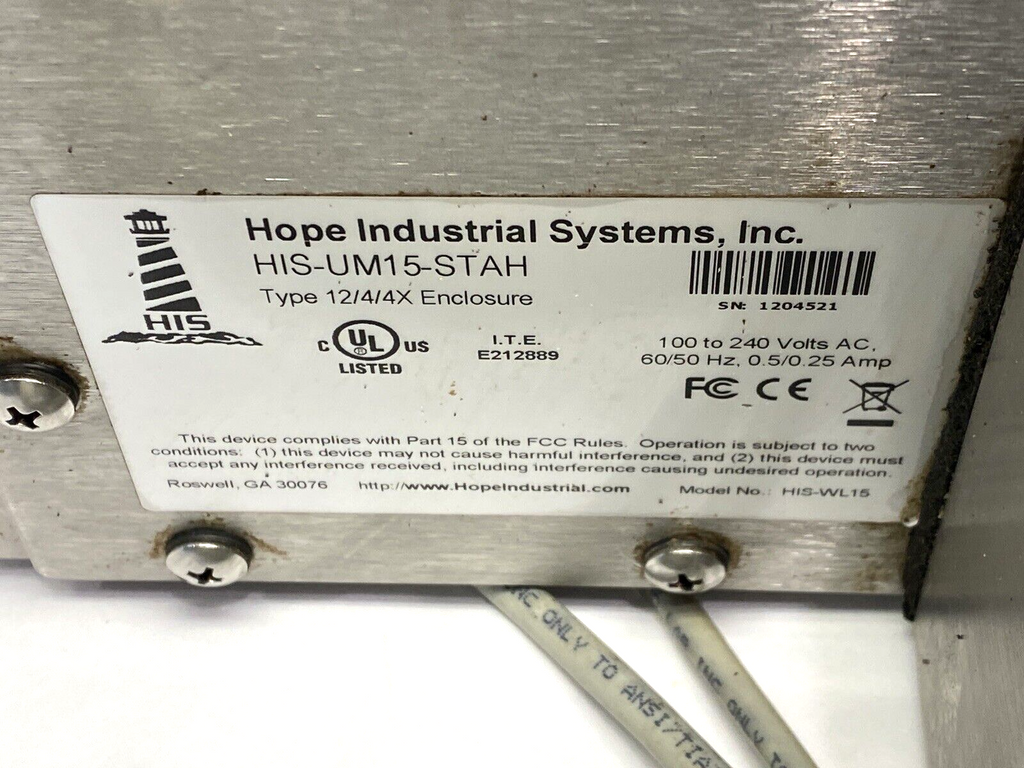 Hope Industrial Systems, Inc.
HIS-UM15-STAH
Type 12/4/4X Enclosure
SN: 1204521
HIS
C UL US
LISTED
I.T.E.
E212889
100 to 240 Volts AC,
60/50 Hz, 0.5/0.25 Amp
FC CE
This device complies with Part 15 of the FCC Rules. Operation is subject to two
conditions: (1) this device may not cause harmful interference, and (2) this device must
accept any interference received, including interference causing undesired operation.
Roswell, GA 30076 http://www.HopeIndustrial.com Model No.: HIS-WL15
INC ONLY TO ANSI/TIA
INC ONLY TO